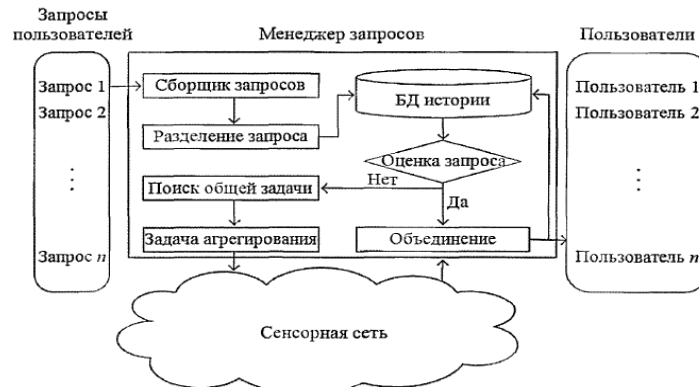 Запросы
пользователей
Менеджер запросов
Пользователи
Запрос 1
Сборщик запросов
БД истории
Пользователь 1
Запрос 2
Пользователь 2
Разделение запроса
Оценка запроса
Нет
Поиск общей задачи
Да
Задача агрегирования
Объединение
Запрос n
Пользователь n
Сенсорная сеть